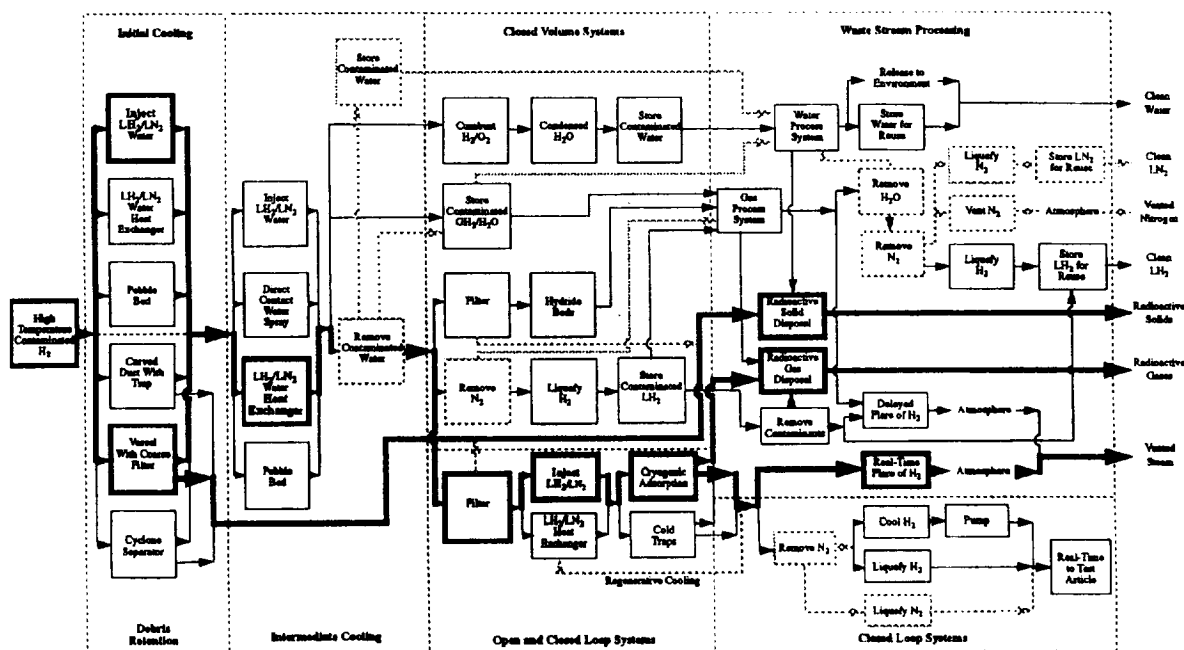 Initial Cooling
Closed Volume Systems
Waste Stream Processing
Store
Contaminated
Water
Inject
LH2/LN2
Water
LH2/LN2
Water
Heat
Exchanger
Pebble
Bed
High
Temperature
Contaminated
H2
Curved
Duct With
Trap
Vessel
With Coarse
Filter
Cyclone
Separator
Debris
Retention
Inject
LH2/LN2
Water
Direct
Contact
Water
Spray
LH2/LN2
Water
Heat
Exchanger
Pebble
Bed
Intermediate Cooling
Remove
Contaminated
Water
Combust
H2/O2
Condensed
H2O
Store
Contaminated
Water
Store
Contaminated
GH2/H2O
Filter
Hydride
Beds
Remove
N2
Liquefy
H2
Store
Contaminated
LH2
Filter
Inject
LH2/LN2
Cryogenic
Adsorption
LH2/LN2
Heat
Exchanger
Cold
Traps
Regenerative Cooling
Open and Closed Loop Systems
Water
Process
System
Release to
Environment
Store
Water for
Reuse
Clean
Water
Gas
Process
System
Remove
H2O
Liquefy
N2
Store LN2
for Reuse
Clean
LN2
Vent N2
Atmosphere
Vented
Nitrogen
Remove
N2
Liquefy
H2
Store
LH2 for
Reuse
Clean
LH2
Radioactive
Solid
Disposal
Radioactive
Solids
Radioactive
Gas
Disposal
Radioactive
Gases
Remove
Contaminants
Delayed
Flare of H2
Atmosphere
Real-Time
Flare of H2
Atmosphere
Vented
Steam
Remove N2
Cool H2
Pump
Liquefy H2
Liquefy N2
Real-Time
to Test
Article
Closed Loop Systems